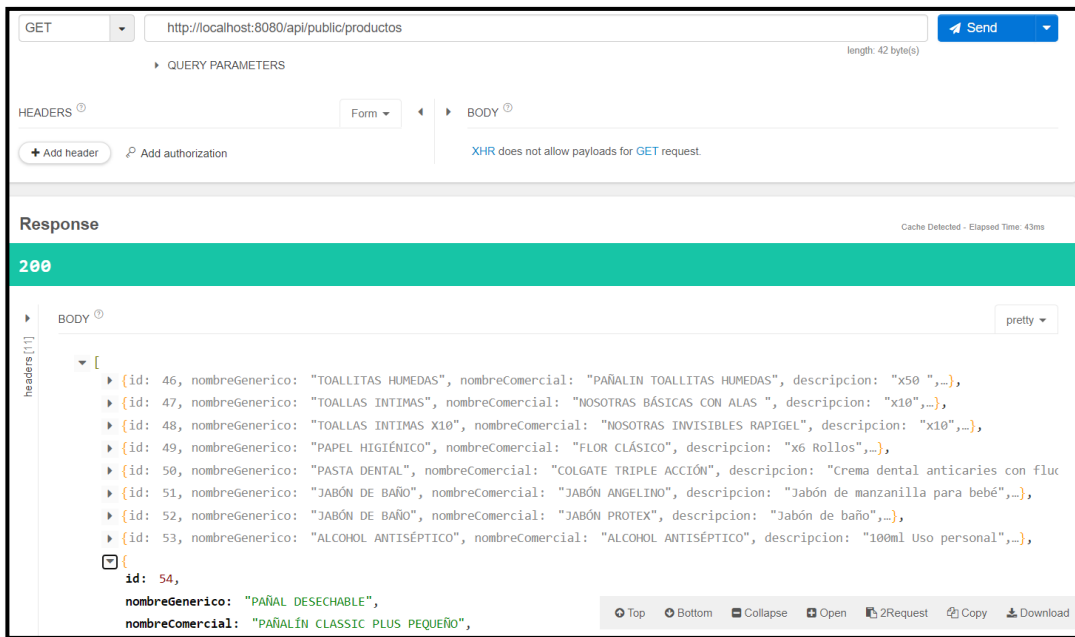 GET http://localhost:8080/api/public/productos Send
length: 42 byte(s)
QUERY PARAMETERS
HEADERS ? Form BODY ?
+ Add header Add authorization XHR does not allow payloads for GET request.
Response Cache Detected - Elapsed Time: 43ms
200
BODY ? pretty
headers [11]
[
{id: 46, nombreGenerico: "TOALLITAS HUMEDAS", nombreComercial: "PAÑALIN TOALLITAS HUMEDAS", descripcion: "x50 ",…},
{id: 47, nombreGenerico: "TOALLAS INTIMAS", nombreComercial: "NOSOTRAS BÁSICAS CON ALAS ", descripcion: "x10",…},
{id: 48, nombreGenerico: "TOALLAS INTIMAS X10", nombreComercial: "NOSOTRAS INVISIBLES RAPIGEL", descripcion: "x10",…},
{id: 49, nombreGenerico: "PAPEL HIGIÉNICO", nombreComercial: "FLOR CLÁSICO", descripcion: "x6 Rollos",…},
{id: 50, nombreGenerico: "PASTA DENTAL", nombreComercial: "COLGATE TRIPLE ACCIÓN", descripcion: "Crema dental anticaries con fluo
{id: 51, nombreGenerico: "JABÓN DE BAÑO", nombreComercial: "JABÓN ANGELINO", descripcion: "Jabón de manzanilla para bebé",…},
{id: 52, nombreGenerico: "JABÓN DE BAÑO", nombreComercial: "JABÓN PROTEX", descripcion: "Jabón de baño",…},
{id: 53, nombreGenerico: "ALCOHOL ANTISÉPTICO", nombreComercial: "ALCOHOL ANTISÉPTICO", descripcion: "100ml Uso personal",…},
{
id: 54,
nombreGenerico: "PAÑAL DESECHABLE",
nombreComercial: "PAÑALÍN CLASSIC PLUS PEQUEÑO",
Top Bottom Collapse Open 2Request Copy Download